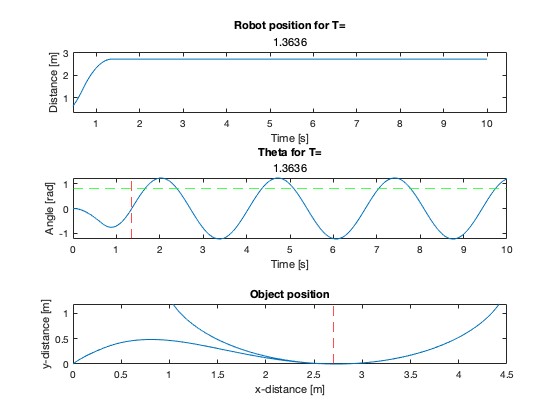 Robot position for T=
1.3636
3
2
1
Distance [m]
1 2 3 4 5 6 7 8 9 10
Time [s]
Theta for T=
1.3636
1
0
-1
Angle [rad]
0 1 2 3 4 5 6 7 8 9 10
Time [s]
Object position
1
0.5
0
y-distance [m]
0 0.5 1 1.5 2 2.5 3 3.5 4 4.5
x-distance [m]